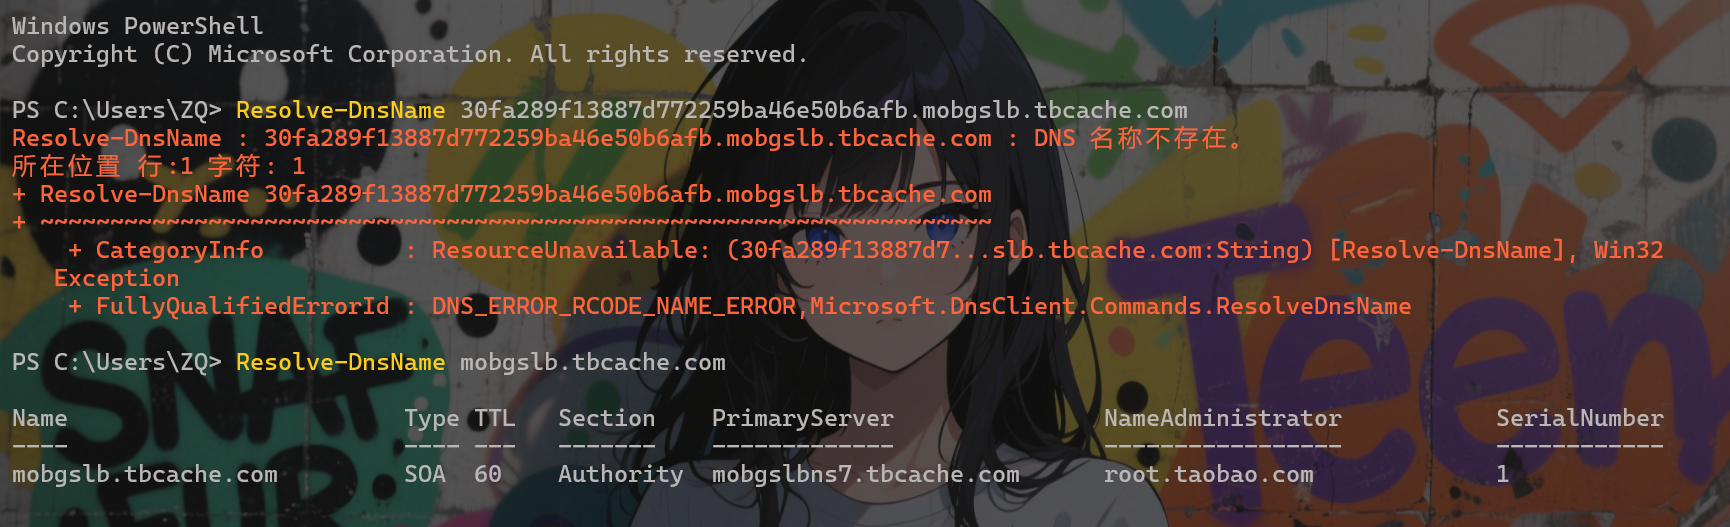 Windows PowerShell
Copyright (C) Microsoft Corporation. All rights reserved.
PS C:\Users\ZQ> Resolve-DnsName 30fa289f13887d772259ba46e50b6afb.mobgslb.tbcache.com
Resolve-DnsName : 30fa289f13887d772259ba46e50b6afb.mobgslb.tbcache.com : DNS 名称不存在。
所在位置 行:1 字符: 1
+ Resolve-DnsName 30fa289f13887d772259ba46e50b6afb.mobgslb.tbcache.com
+ ~~~~~~~~~~~~~~~~~~~~~~~~~~~~~~~~~~~~~~~~~~~~~~~~~~~~~~~~~~~~~~~~~~~~
    + CategoryInfo          : ResourceUnavailable: (30fa289f13887d7...slb.tbcache.com:String) [Resolve-DnsName], Win32
   Exception
    + FullyQualifiedErrorId : DNS_ERROR_RCODE_NAME_ERROR,Microsoft.DnsClient.Commands.ResolveDnsName
PS C:\Users\ZQ> Resolve-DnsName mobgslb.tbcache.com
Name                        Type TTL   Section    PrimaryServer               NameAdministrator           SerialNumber
----                        ---- ---   -------    -------------               -----------------           ------------
mobgslb.tbcache.com         SOA  60    Authority  mobgslbns7.tbcache.com      root.taobao.com             1
SNAF
FUR
Teen